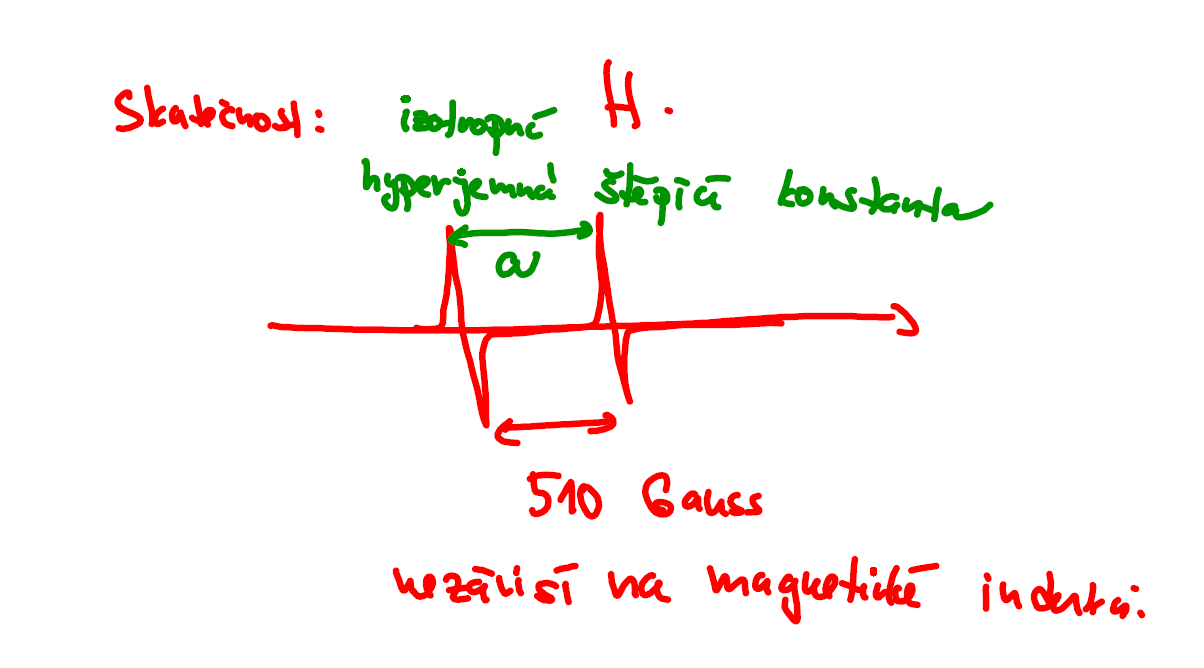 Skutečnost: izotropní H·
hyperjemná štěpící konstanta
a
510 Gauss
nezávisí na magnetické indukci.